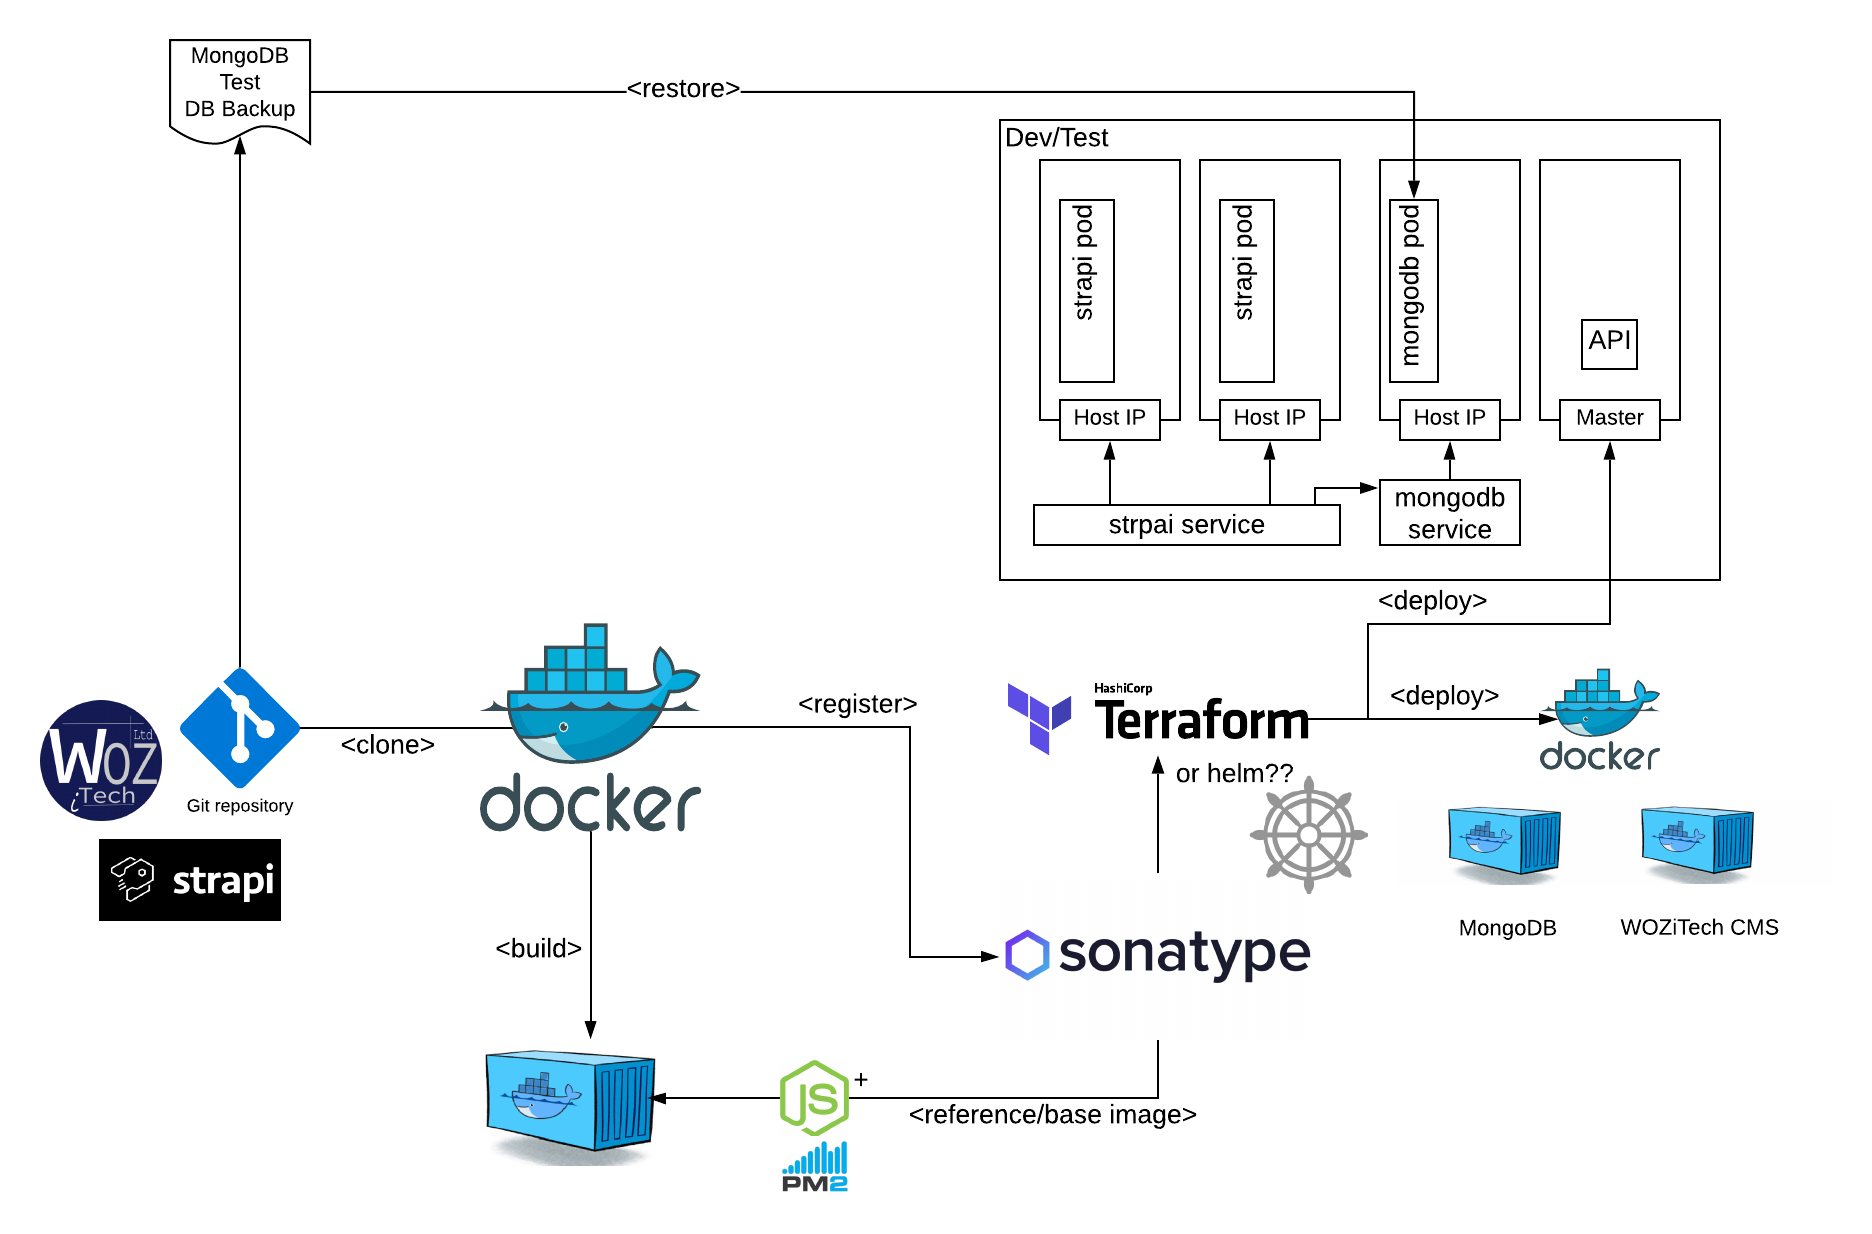 MongoDB
Test
DB Backup
<restore>
Dev/Test
strapi pod
strapi pod
mongodb pod
API
Host IP
Host IP
Host IP
Master
strpai service
mongodb
service
<deploy>
<register>
HashiCorp
Terraform
<deploy>
or helm??
docker
<clone>
WOZ
Ltd
iTech
Git repository
docker
strapi
<build>
sonatype
MongoDB
WOZiTech CMS
JS
+
<reference/base image>
PM2